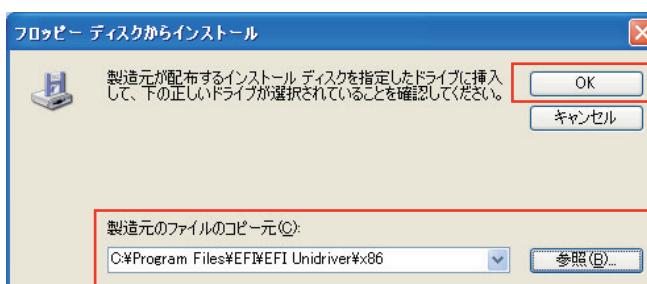 フロッピー ディスクからインストール
製造元が配布するインストール ディスクを指定したドライブに挿入
して、下の正しいドライブが選択されていることを確認してください。
OK
キャンセル
製造元のファイルのコピー元(C):
C:¥Program Files¥EFI¥EFI Unidriver¥x86
参照(B)...